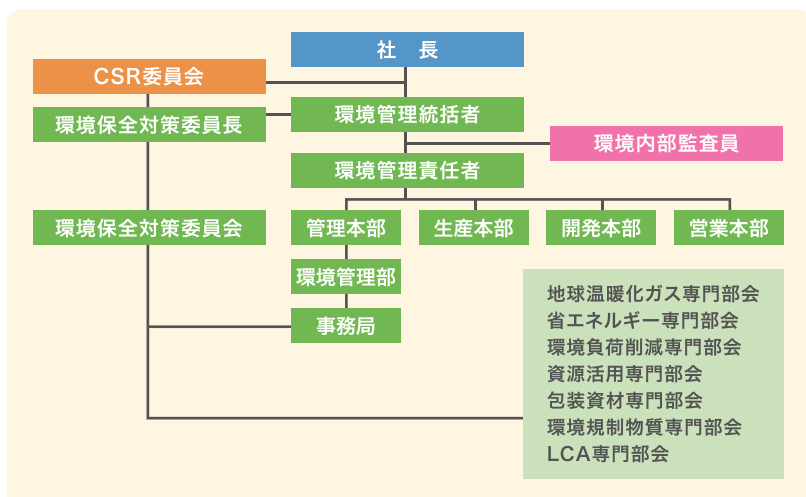 社　長
CSR委員会
環境管理統括者
環境保全対策委員長
環境内部監査員
環境管理責任者
環境保全対策委員会
管理本部
生産本部
開発本部
営業本部
環境管理部
事務局
地球温暖化ガス専門部会
省エネルギー専門部会
環境負荷削減専門部会
資源活用専門部会
包装資材専門部会
環境規制物質専門部会
LCA専門部会